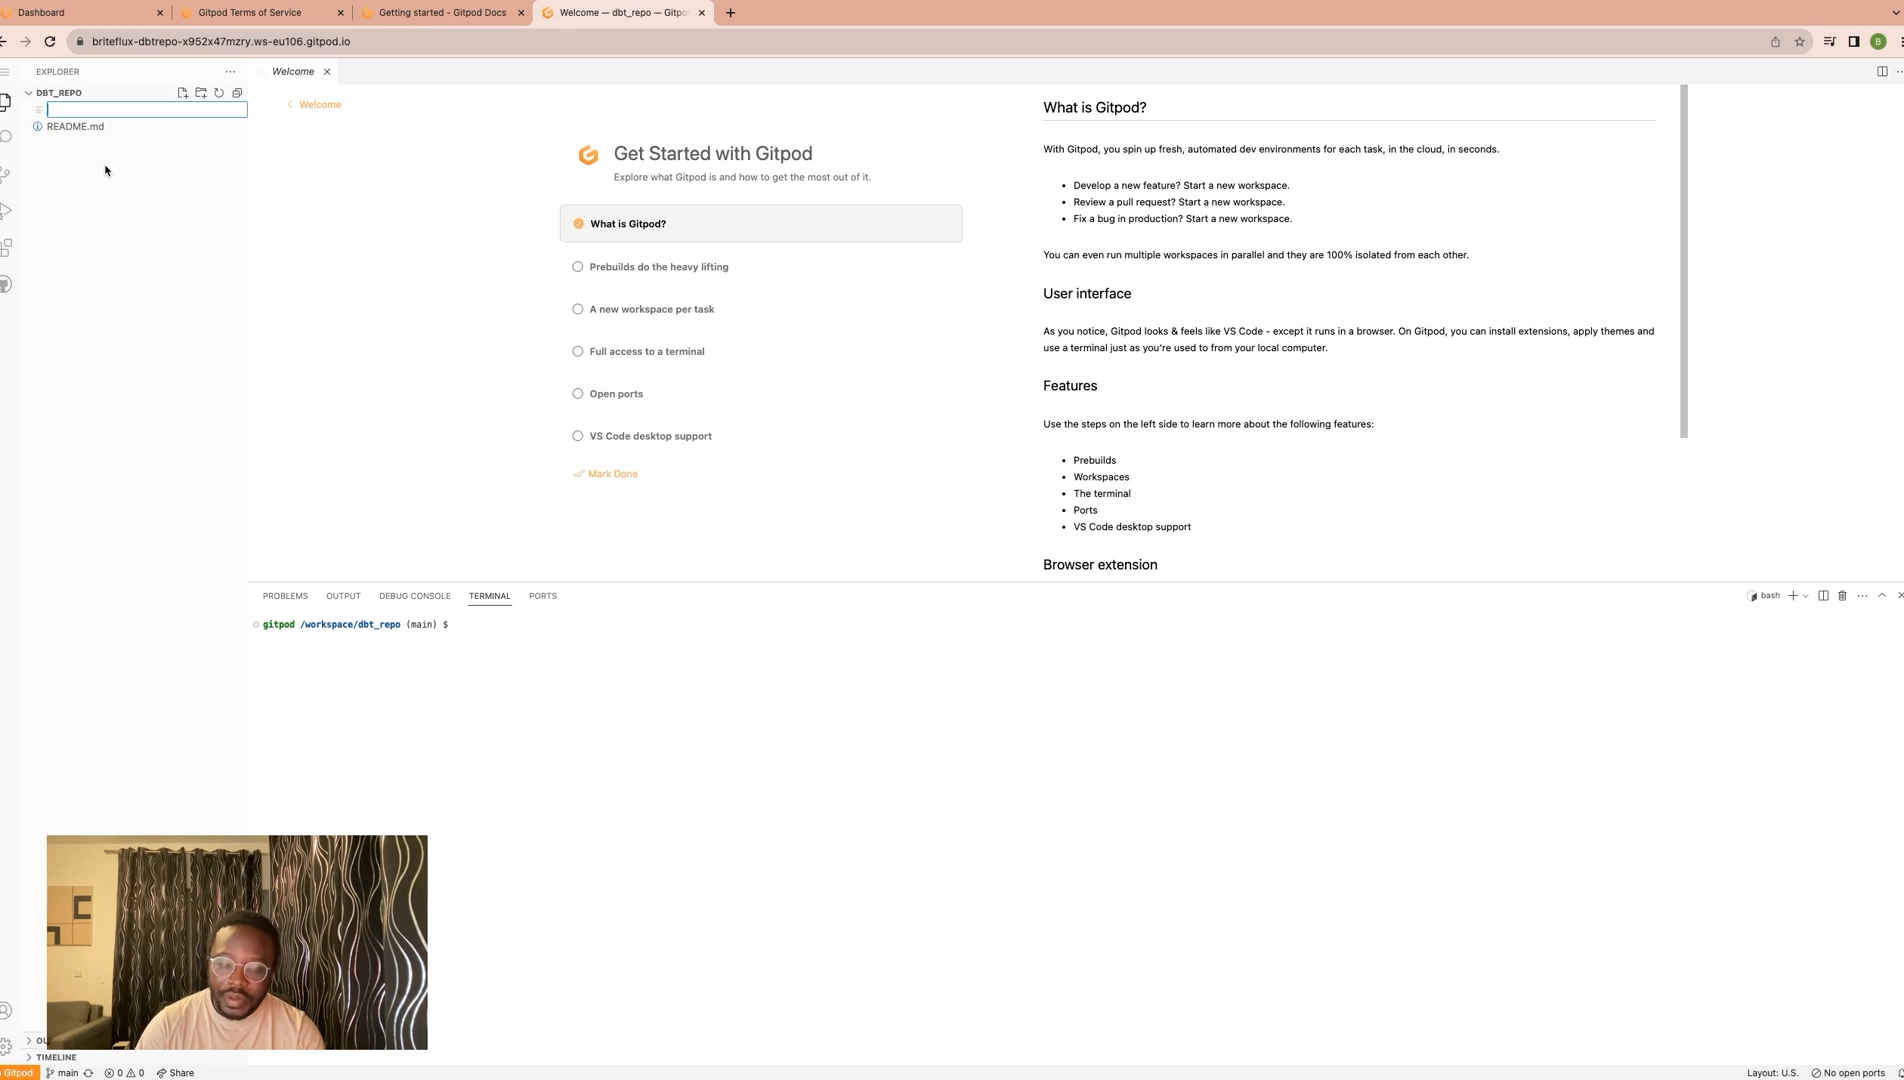 Dashboard
Gitpod Terms of Service
Getting started - Gitpod Docs
Welcome — dbt_repo — Gitpo
briteflux-dbtrepo-x952x47mzry.ws-eu106.gitpod.io
B
EXPLORER
DBT_REPO
README.md
Welcome
Welcome
Get Started with Gitpod
Explore what Gitpod is and how to get the most out of it.
What is Gitpod?
Prebuilds do the heavy lifting
A new workspace per task
Full access to a terminal
Open ports
VS Code desktop support
Mark Done
What is Gitpod?
With Gitpod, you spin up fresh, automated dev environments for each task, in the cloud, in seconds.
• Develop a new feature? Start a new workspace.
• Review a pull request? Start a new workspace.
• Fix a bug in production? Start a new workspace.
You can even run multiple workspaces in parallel and they are 100% isolated from each other.
User interface
As you notice, Gitpod looks & feels like VS Code - except it runs in a browser. On Gitpod, you can install extensions, apply themes and
use a terminal just as you're used to from your local computer.
Features
Use the steps on the left side to learn more about the following features:
• Prebuilds
• Workspaces
• The terminal
• Ports
• VS Code desktop support
Browser extension
PROBLEMS
OUTPUT
DEBUG CONSOLE
TERMINAL
PORTS
bash
gitpod /workspace/dbt_repo (main) $
OU
TIMELINE
Gitpod
main
0
0
Share
Layout: U.S.
No open ports